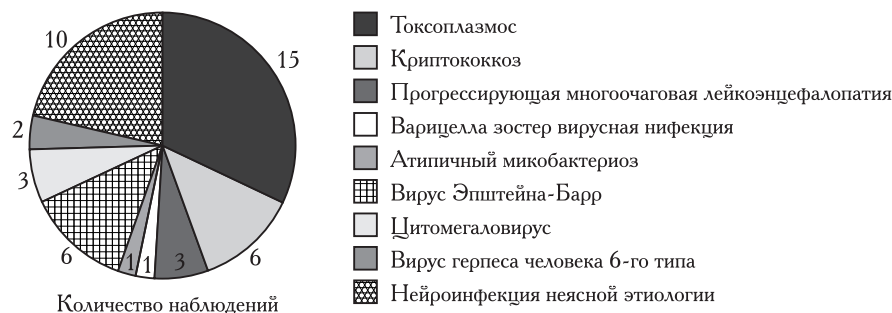 10
15
2
3
6
1
1
3
6
Количество наблюдений
Токсоплазмос
Криптококкоз
Прогрессирующая многоочаговая лейкоэнцефалопатия
Варицелла зостер вирусная нифекция
Атипичный микобактериоз
Вирус Эпштейна-Барр
Цитомегаловирус
Вирус герпеса человека 6-го типа
Нейроинфекция неясной этиологии